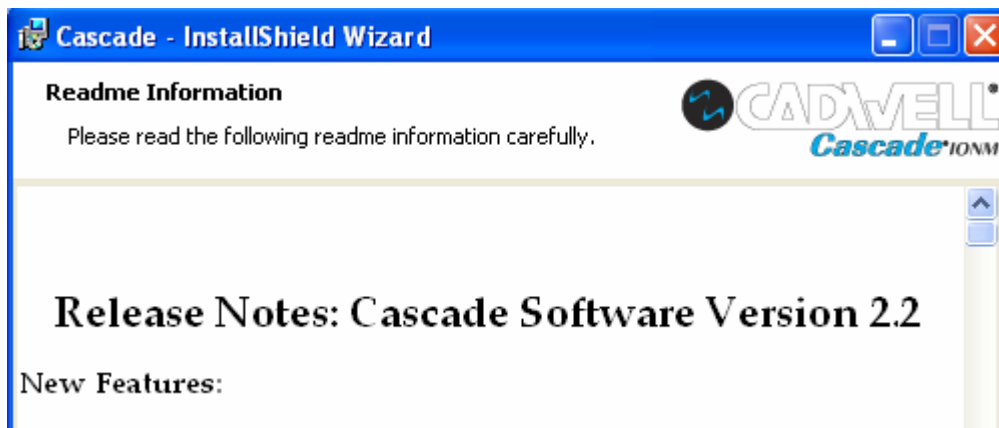 Cascade - InstallShield Wizard
Readme Information
Please read the following readme information carefully.
CADWELL®
Cascade® IONM
Release Notes: Cascade Software Version 2.2
New Features: